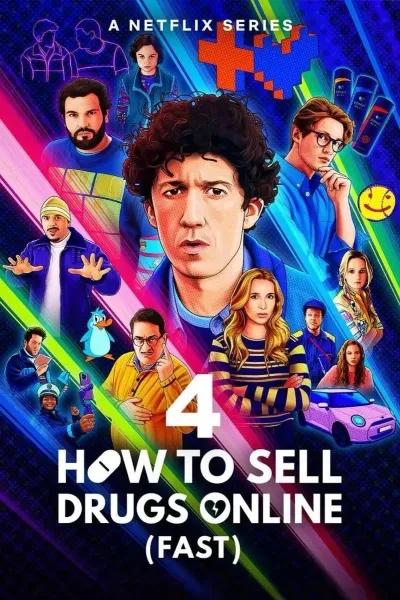 A NETFLIX SERIES
4
HOW TO SELL
DRUGS ONLINE
(FAST)